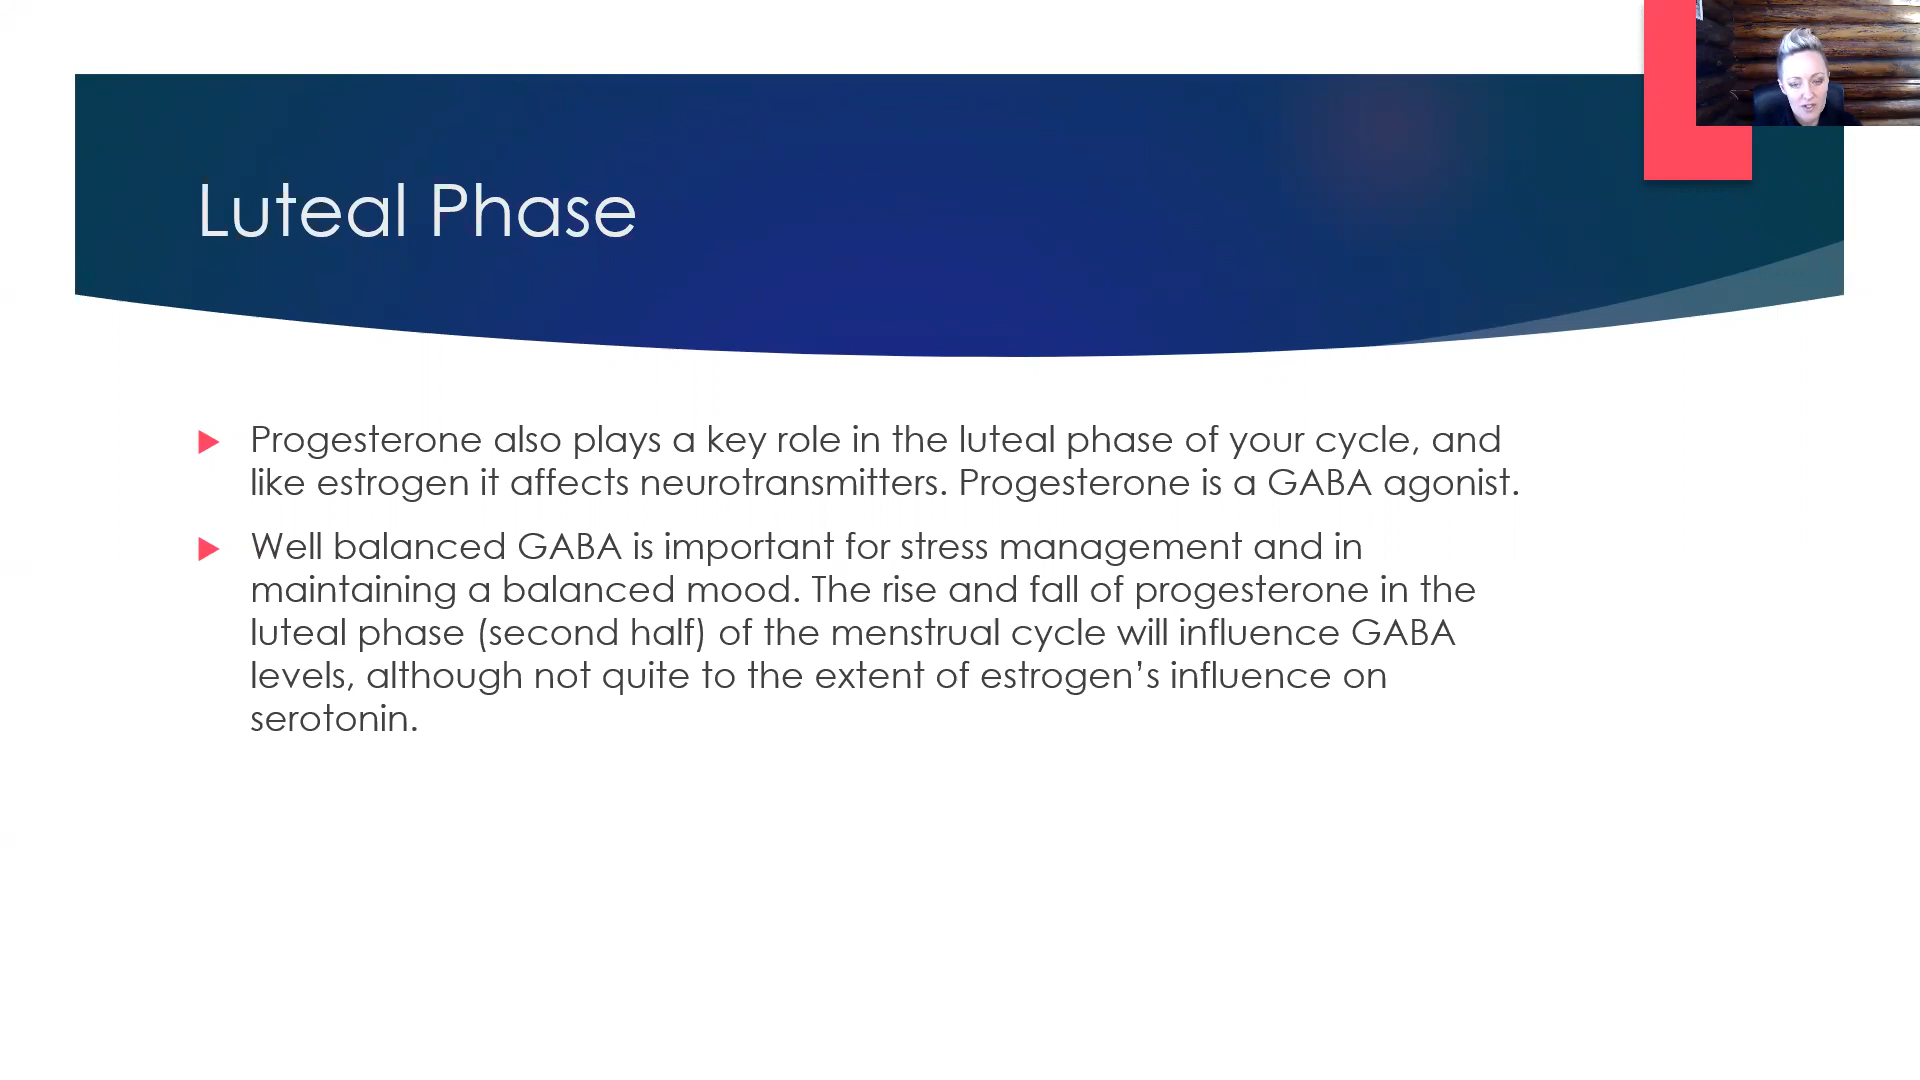 Luteal Phase
Progesterone also plays a key role in the luteal phase of your cycle, and
like estrogen it affects neurotransmitters. Progesterone is a GABA agonist.
Well balanced GABA is important for stress management and in
maintaining a balanced mood. The rise and fall of progesterone in the
luteal phase (second half) of the menstrual cycle will influence GABA
levels, although not quite to the extent of estrogen’s influence on
serotonin.